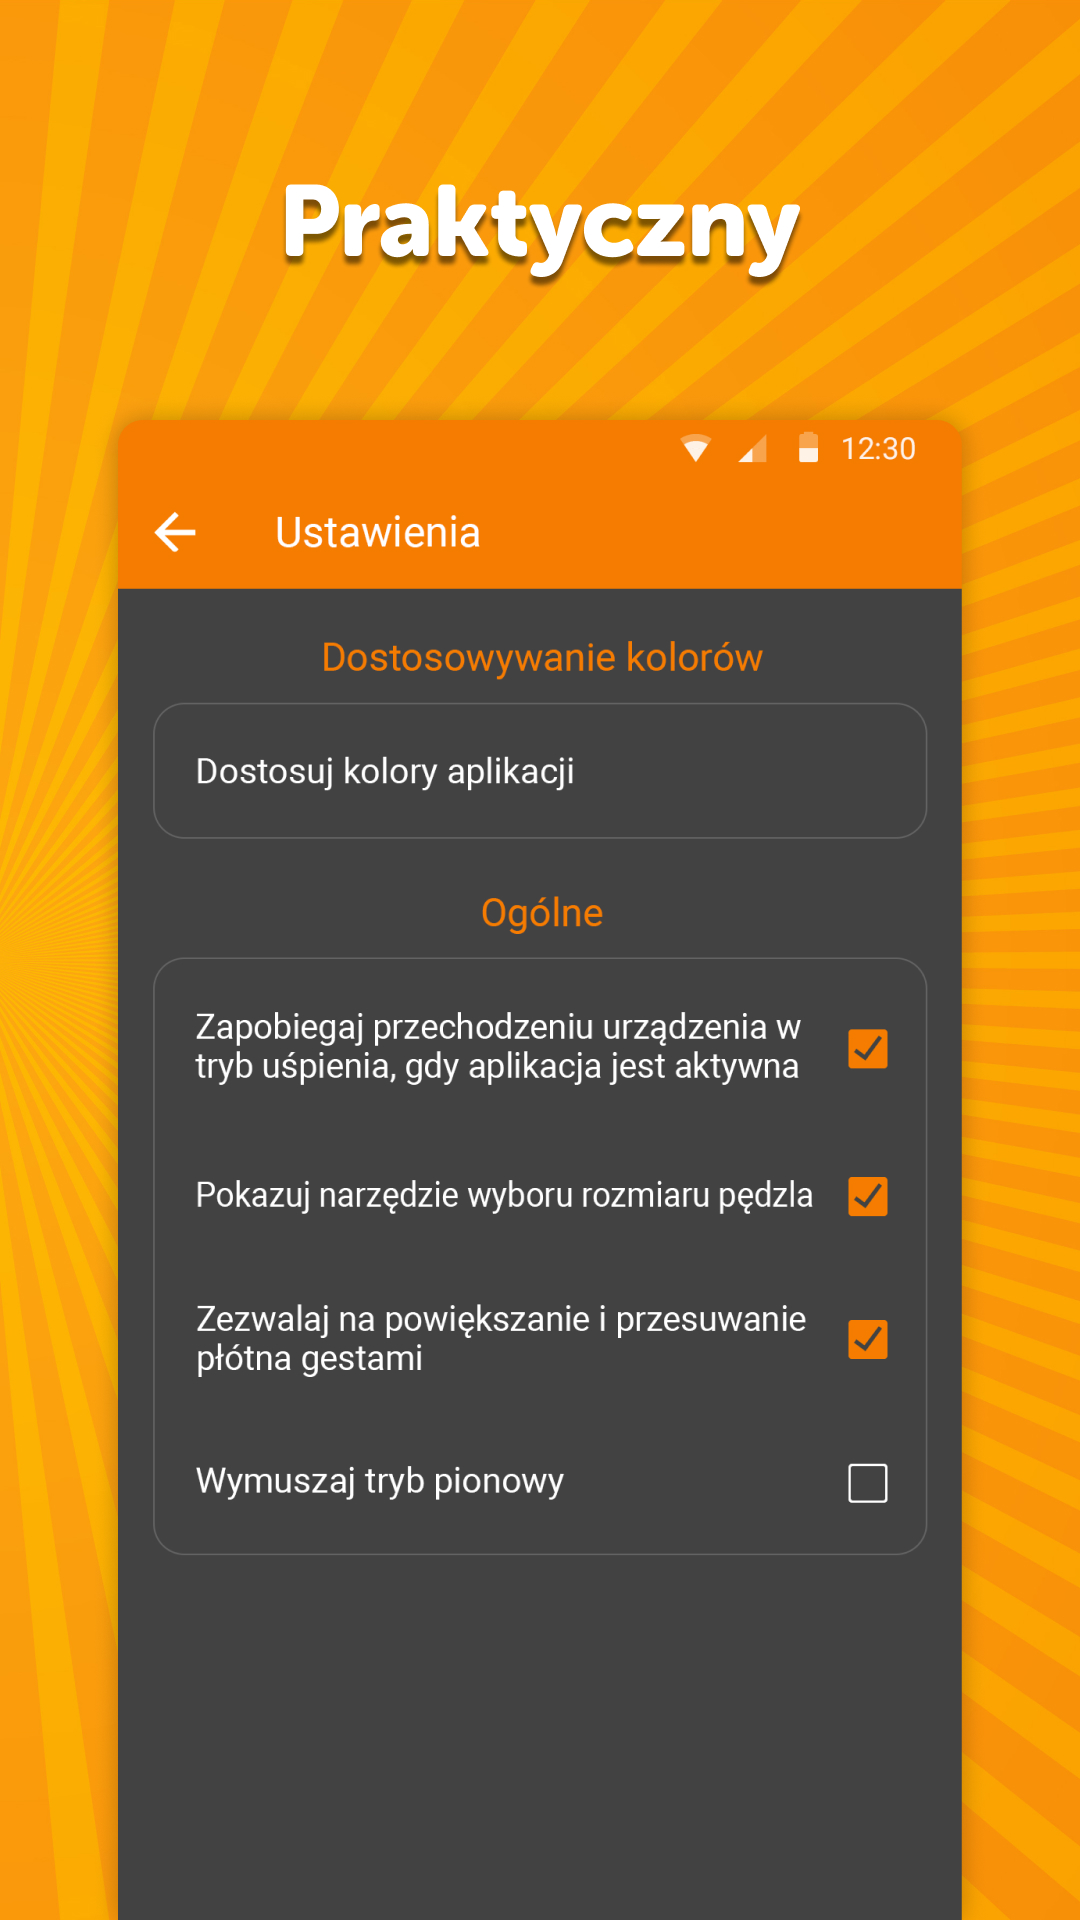 Praktyczny
12:30
Ustawienia
Dostosowywanie kolorów
Dostosuj kolory aplikacji
Ogólne
Zapobiegaj przechodzeniu urządzenia w
tryb uśpienia, gdy aplikacja jest aktywna
Pokazuj narzędzie wyboru rozmiaru pędzla
Zezwalaj na powiększanie i przesuwanie
płótna gestami
Wymuszaj tryb pionowy